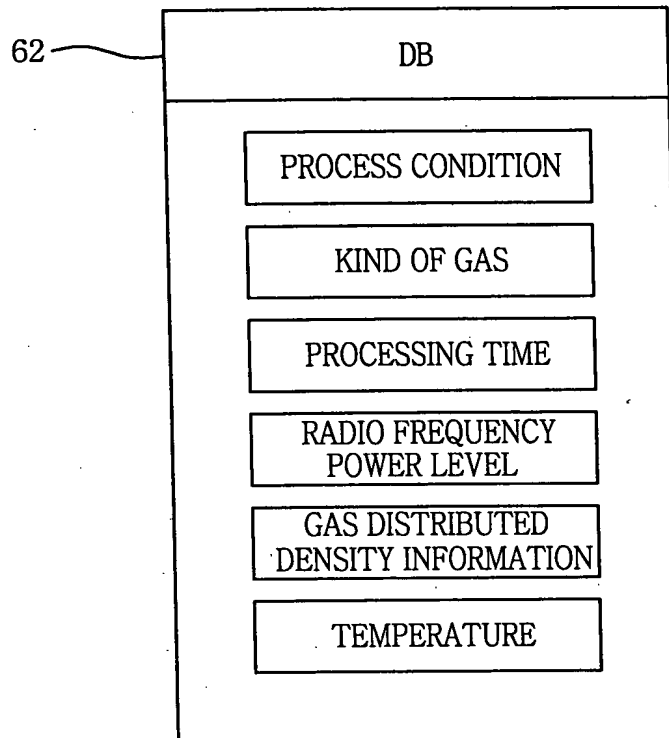 62
DB
PROCESS CONDITION
KIND OF GAS
PROCESSING TIME
RADIO FREQUENCY
POWER LEVEL
GAS DISTRIBUTED
DENSITY INFORMATION
TEMPERATURE